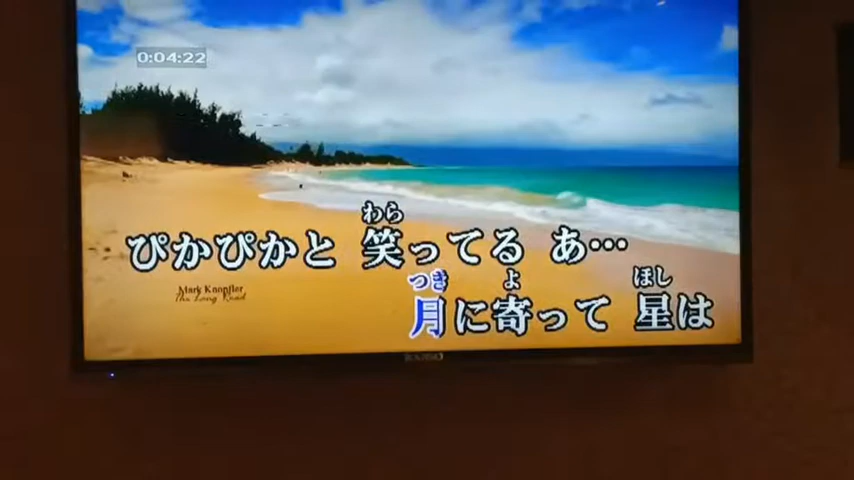 0:04:22
わら
ぴかぴかと 笑ってる あ…
Mark Knopfler
The Long Road
つき よ ほし
月に寄って 星は